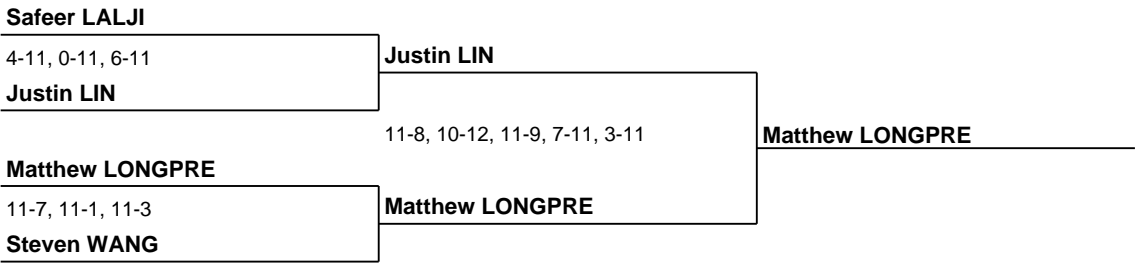 Safeer LALJI
4-11, 0-11, 6-11
Justin LIN
Justin LIN
11-8, 10-12, 11-9, 7-11, 3-11
Matthew LONGPRE
Matthew LONGPRE
11-7, 11-1, 11-3
Matthew LONGPRE
Steven WANG